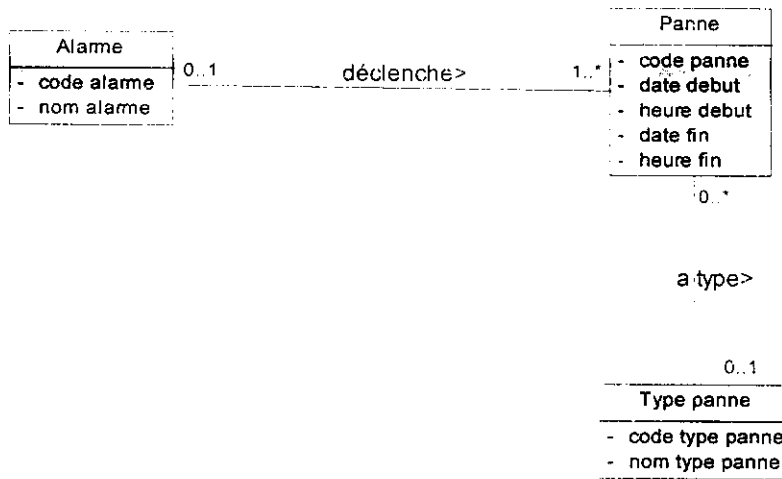 Alarme
- code alarme
- nom alarme
0..1
déclenche>
1..*
Panne
- code panne
- date debut
- heure debut
- date fin
- heure fin
0..*
a type>
0..1
Type panne
- code type panne
- nom type panne